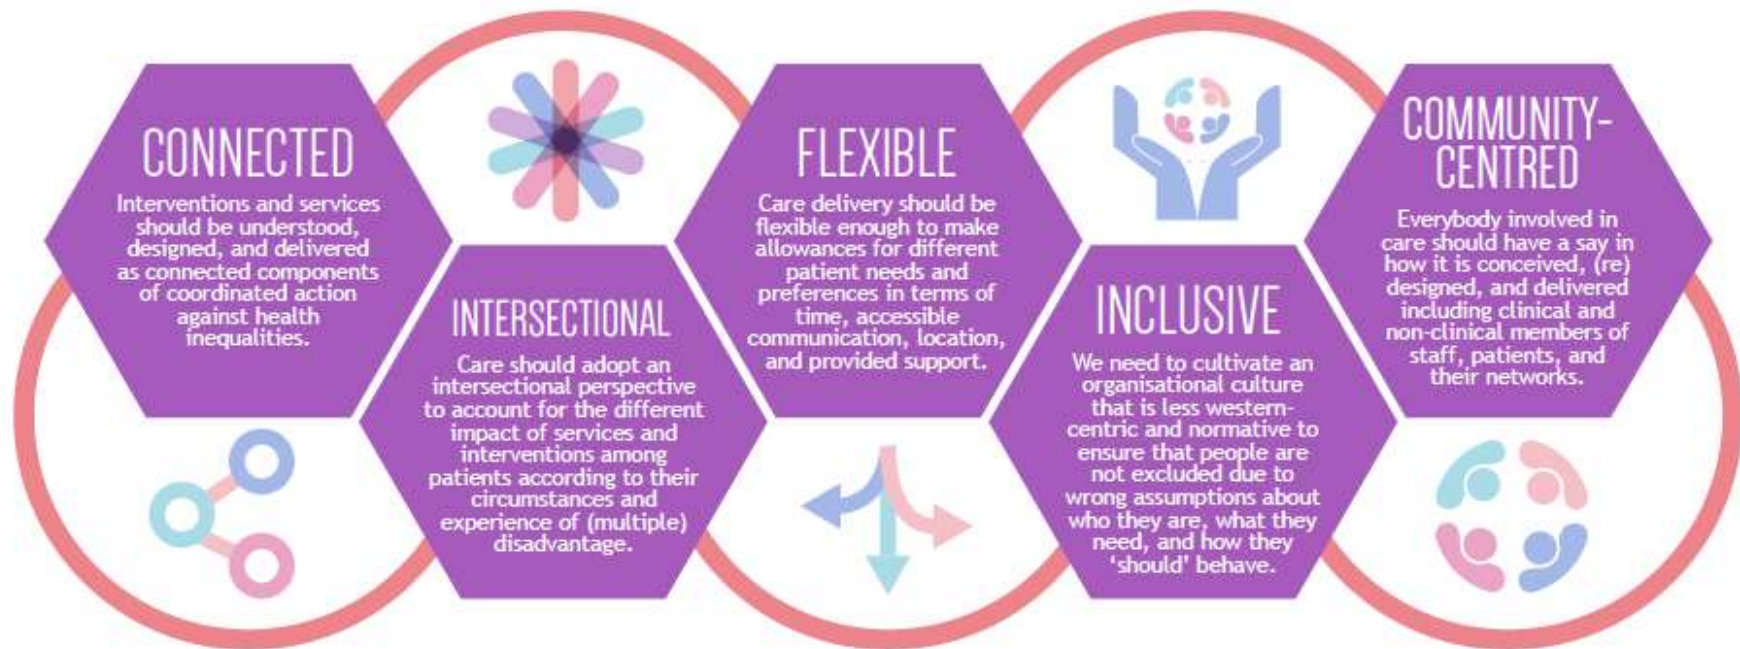 CONNECTED
Interventions and services
should be understood,
designed, and delivered
as connected components
of coordinated action
against health
inequalities.
INTERSECTIONAL
Care should adopt an
intersectional perspective
to account for the different
impact of services and
interventions among
patients according to their
circumstances and
experience of (multiple)
disadvantage.
FLEXIBLE
Care delivery should be
flexible enough to make
allowances for different
patient needs and
preferences in terms of
time, accessible
communication, location,
and provided support.
INCLUSIVE
We need to cultivate an
organisational culture
that is less western-
centric and normative to
ensure that people are
not excluded due to
wrong assumptions about
who they are, what they
need, and how they
‘should’ behave.
COMMUNITY-
CENTRED
Everybody involved in
care should have a say in
how it is conceived, (re)
designed, and delivered
including clinical and
non-clinical members of
staff, patients, and
their networks.